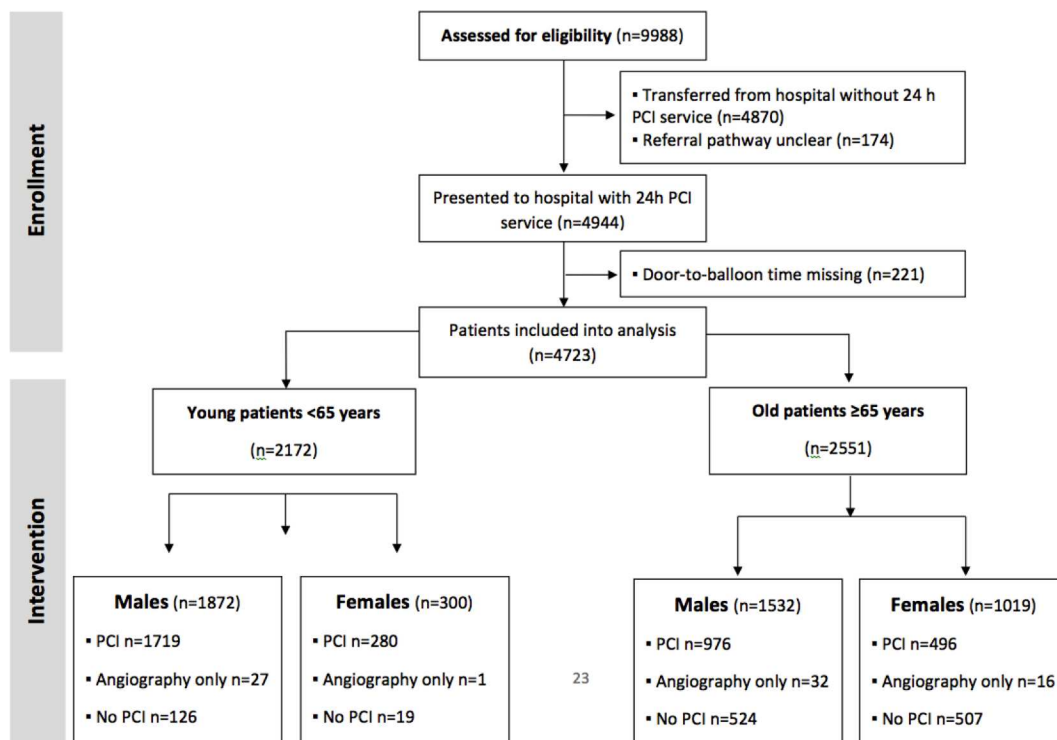 Enrollment
Assessed for eligibility (n=9988)
▪ Transferred from hospital without 24 h
PCI service (n=4870)
▪ Referral pathway unclear (n=174)
Presented to hospital with 24h PCI
service (n=4944)
▪ Door-to-balloon time missing (n=221)
Patients included into analysis
(n=4723)
Intervention
Young patients <65 years
(n=2172)
Old patients ≥65 years
(n=2551)
Males (n=1872)
▪ PCI n=1719
▪ Angiography only n=27
▪ No PCI n=126
Females (n=300)
▪ PCI n=280
▪ Angiography only n=1
▪ No PCI n=19
23
Males (n=1532)
▪ PCI n=976
▪ Angiography only n=32
▪ No PCI n=524
Females (n=1019)
▪ PCI n=496
▪ Angiography only n=16
▪ No PCI n=507